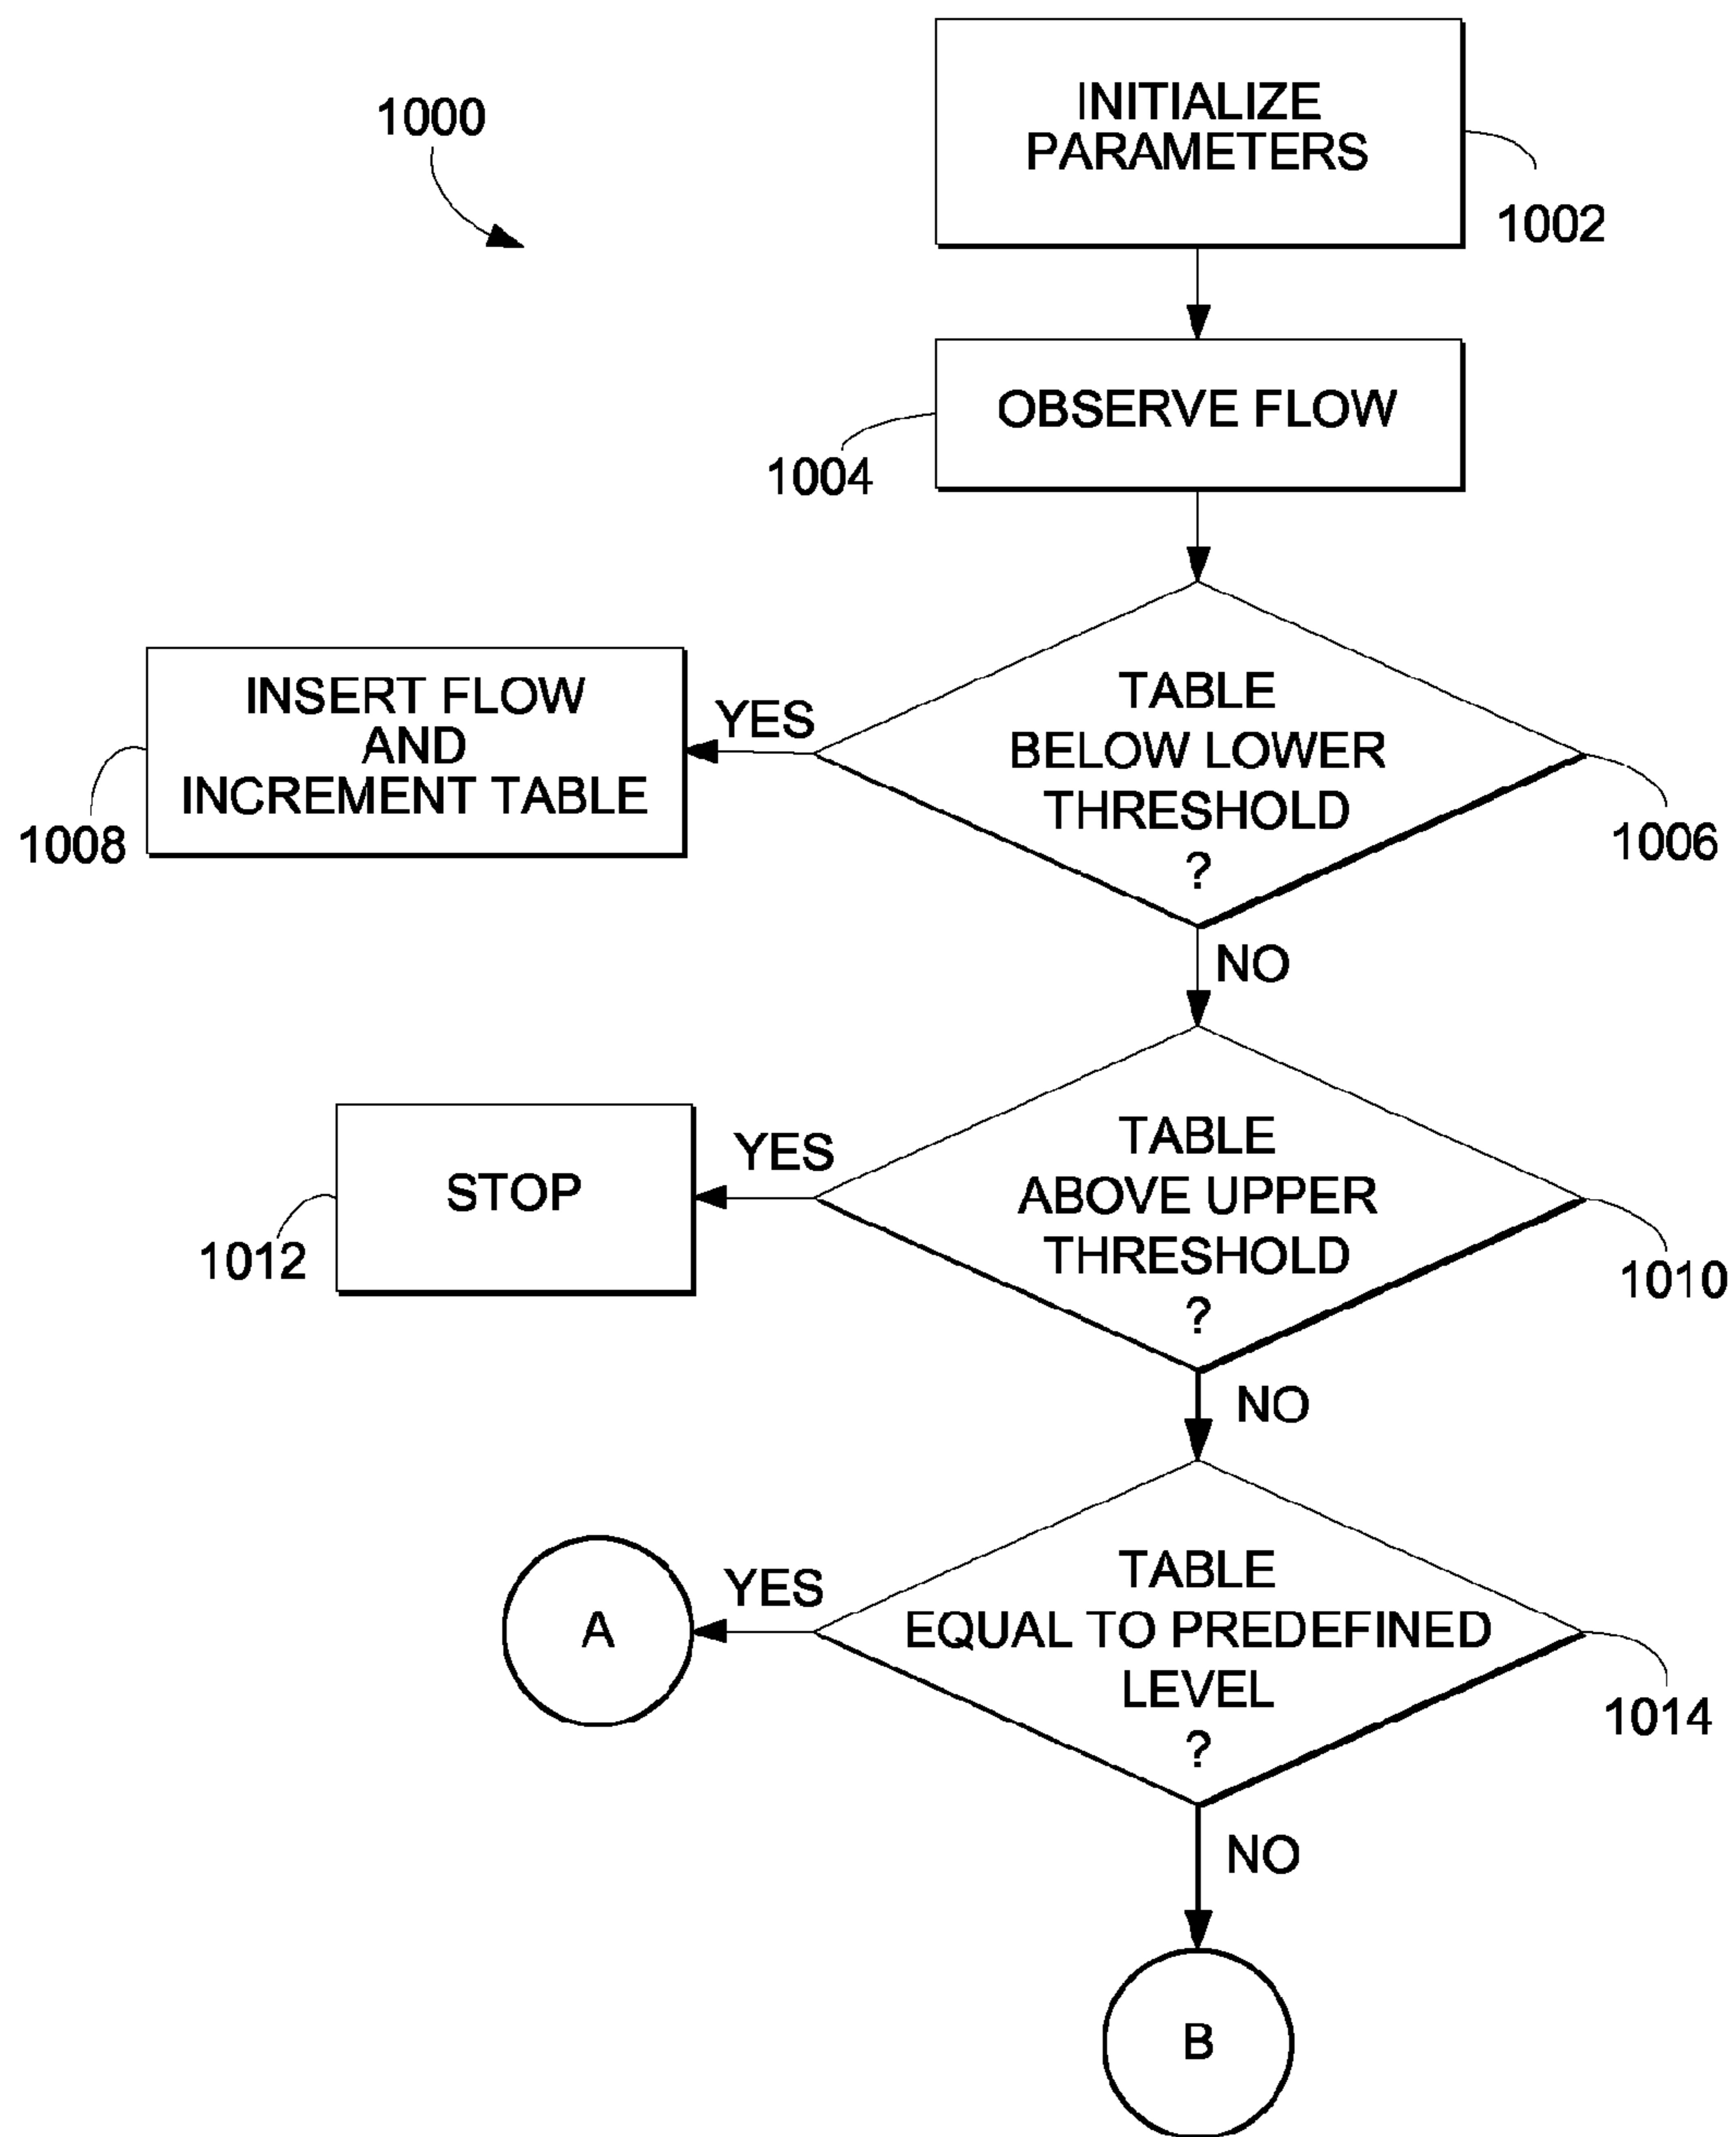 1000
INITIALIZE
PARAMETERS
1002
OBSERVE FLOW
1004
TABLE
BELOW LOWER
THRESHOLD
?
1006
YES
INSERT FLOW
AND
INCREMENT TABLE
1008
NO
TABLE
ABOVE UPPER
THRESHOLD
?
1010
YES
STOP
1012
NO
TABLE
EQUAL TO PREDEFINED
LEVEL
?
1014
YES
A
NO
B